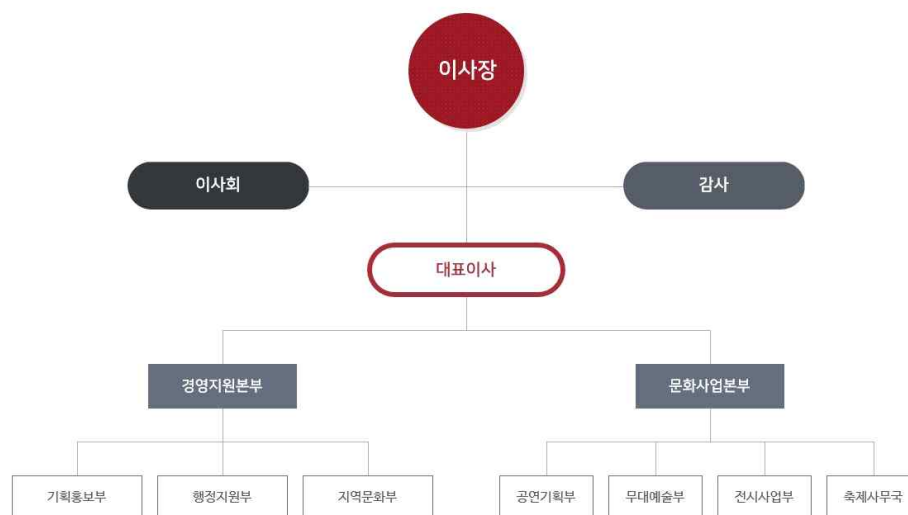 이사장
이사회
감사
대표이사
경영지원본부
문화사업본부
기획홍보부
행정지원부
지역문화부
공연기획부
무대예술부
전시사업부
축제사무국